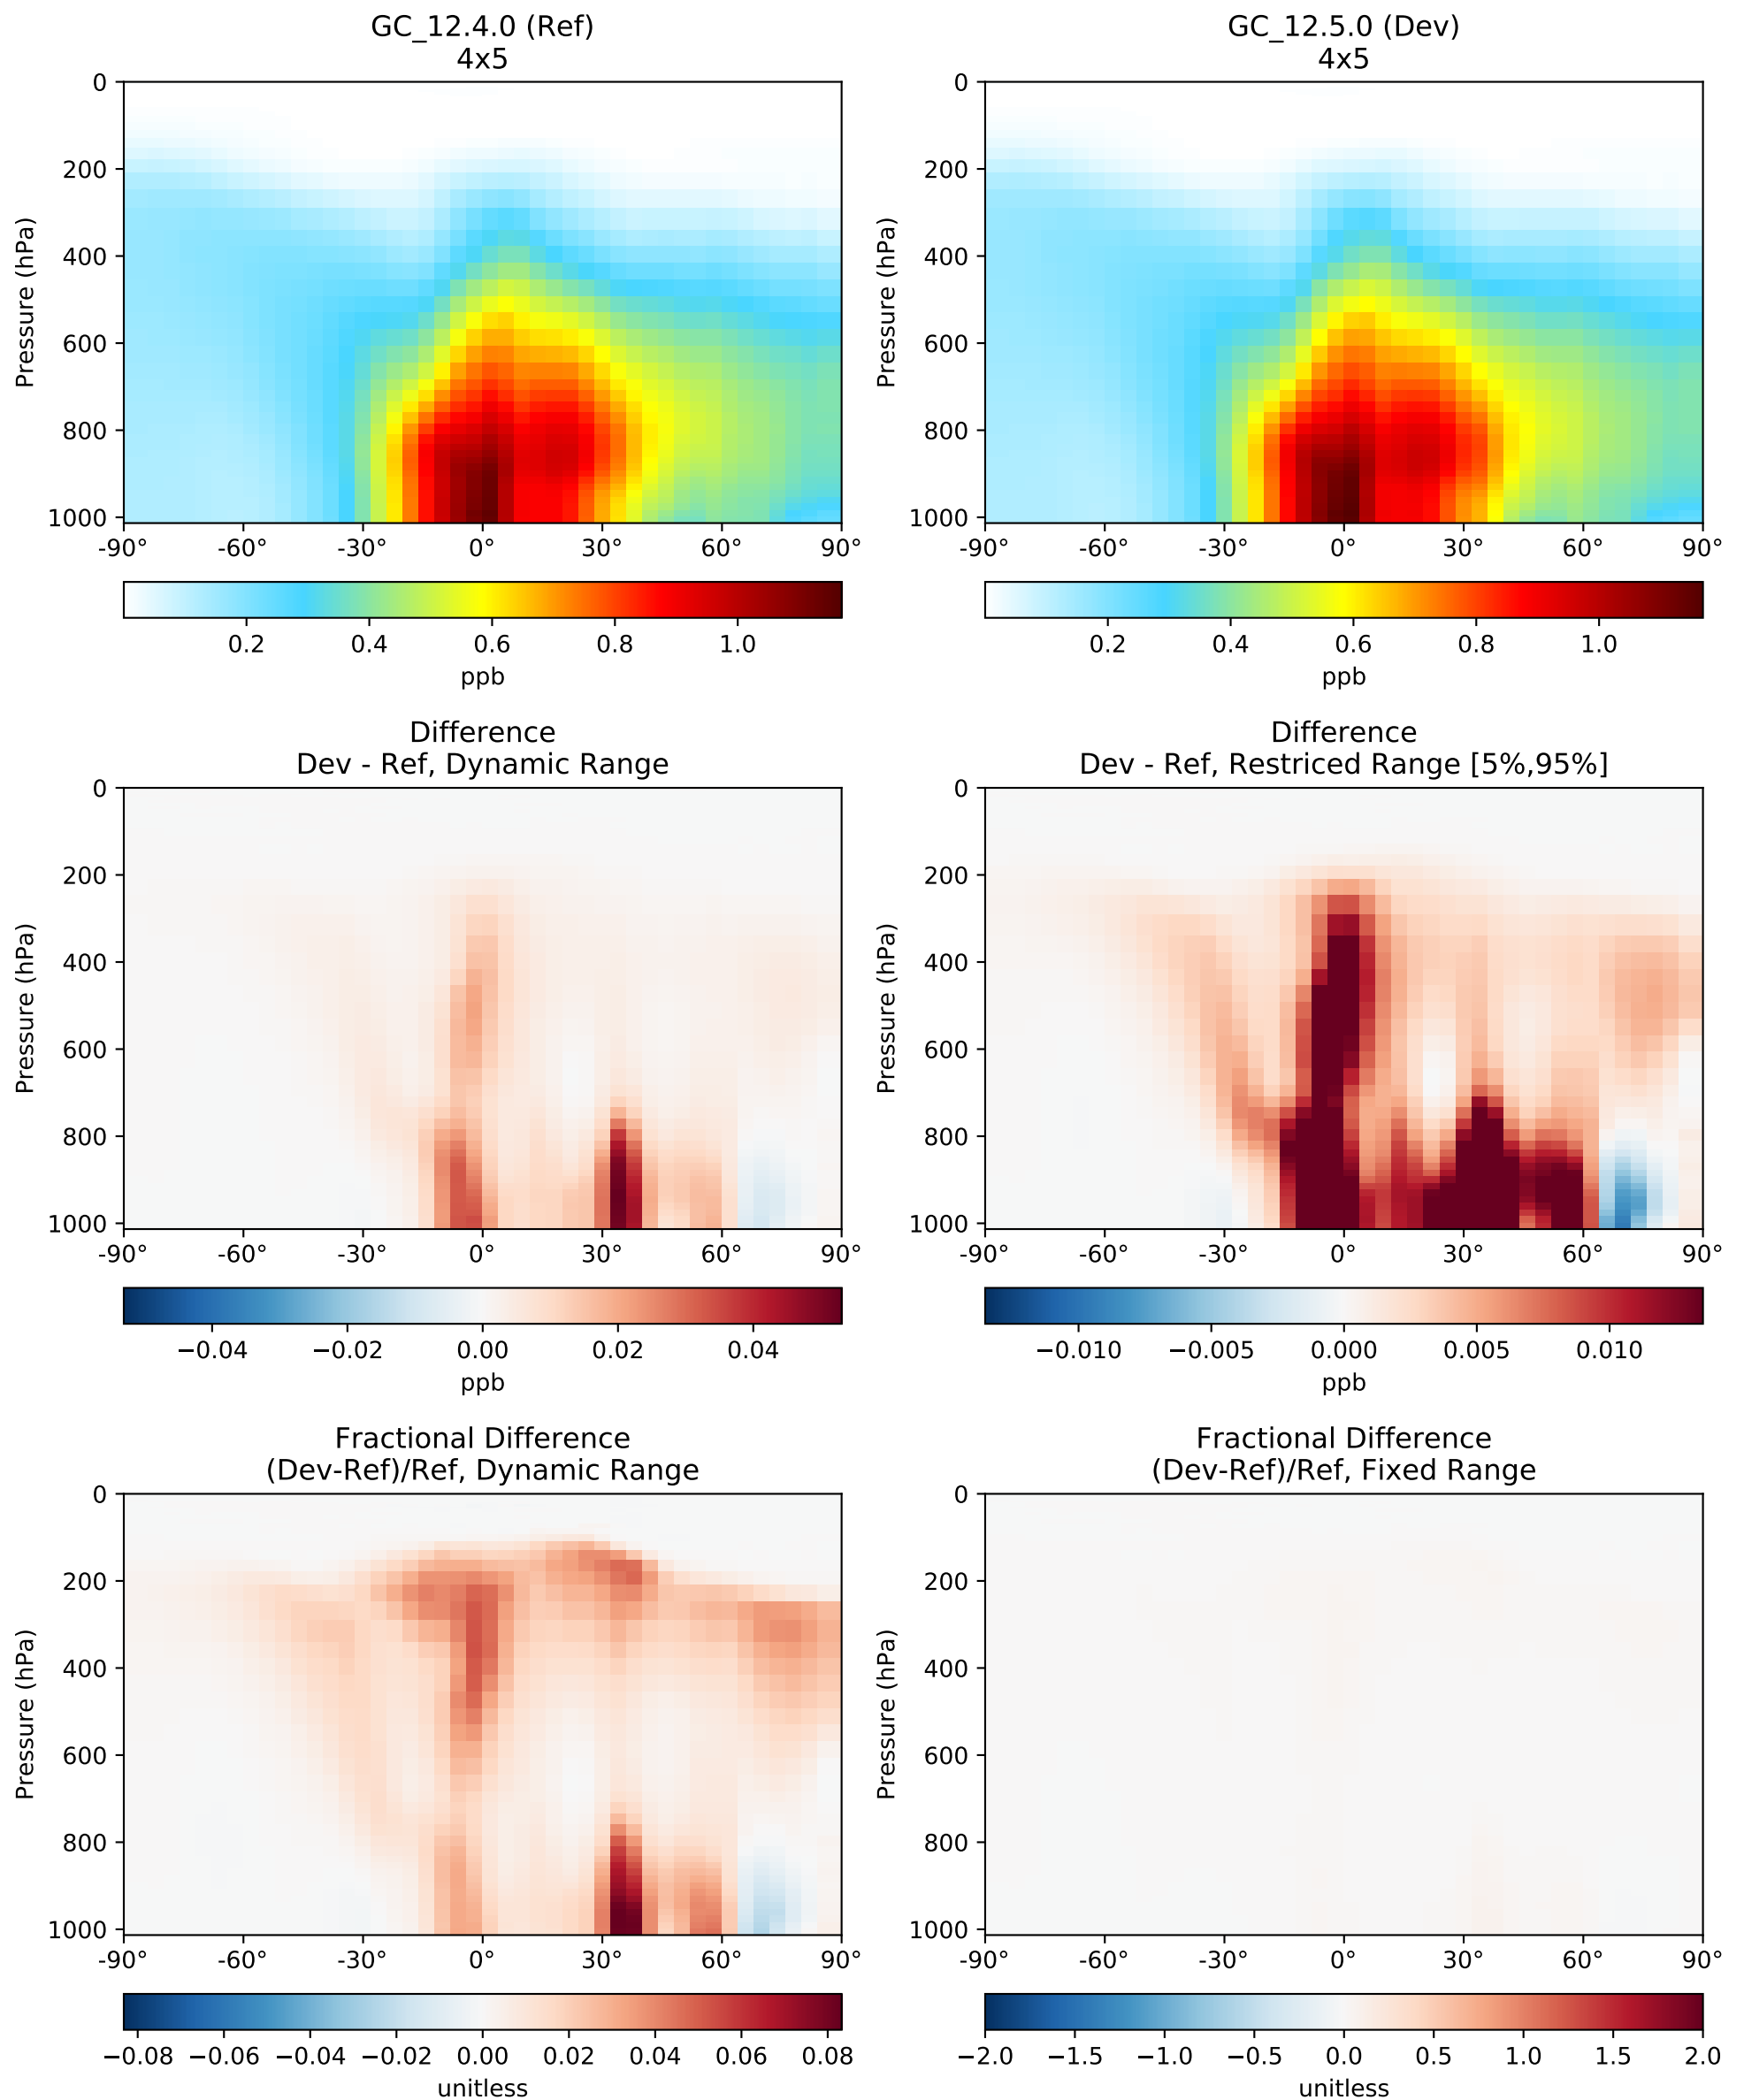 GC_12.4.0 (Ref)
4x5
GC_12.5.0 (Dev)
4x5
Pressure (hPa)
0
200
400
600
800
1000
-90° -60° -30° 0° 30° 60° 90°
0.2 0.4 0.6 0.8 1.0
ppb
Pressure (hPa)
0
200
400
600
800
1000
-90° -60° -30° 0° 30° 60° 90°
0.2 0.4 0.6 0.8 1.0
ppb
Difference
Dev - Ref, Dynamic Range
Pressure (hPa)
0
200
400
600
800
1000
-90° -60° -30° 0° 30° 60° 90°
−0.04 −0.02 0.00 0.02 0.04
ppb
Difference
Dev - Ref, Restriced Range [5%,95%]
Pressure (hPa)
0
200
400
600
800
1000
-90° -60° -30° 0° 30° 60° 90°
−0.010 −0.005 0.000 0.005 0.010
ppb
Fractional Difference
(Dev-Ref)/Ref, Dynamic Range
Pressure (hPa)
0
200
400
600
800
1000
-90° -60° -30° 0° 30° 60° 90°
−0.08 −0.06 −0.04 −0.02 0.00 0.02 0.04 0.06 0.08
unitless
Fractional Difference
(Dev-Ref)/Ref, Fixed Range
Pressure (hPa)
0
200
400
600
800
1000
-90° -60° -30° 0° 30° 60° 90°
−2.0 −1.5 −1.0 −0.5 0.0 0.5 1.0 1.5 2.0
unitless